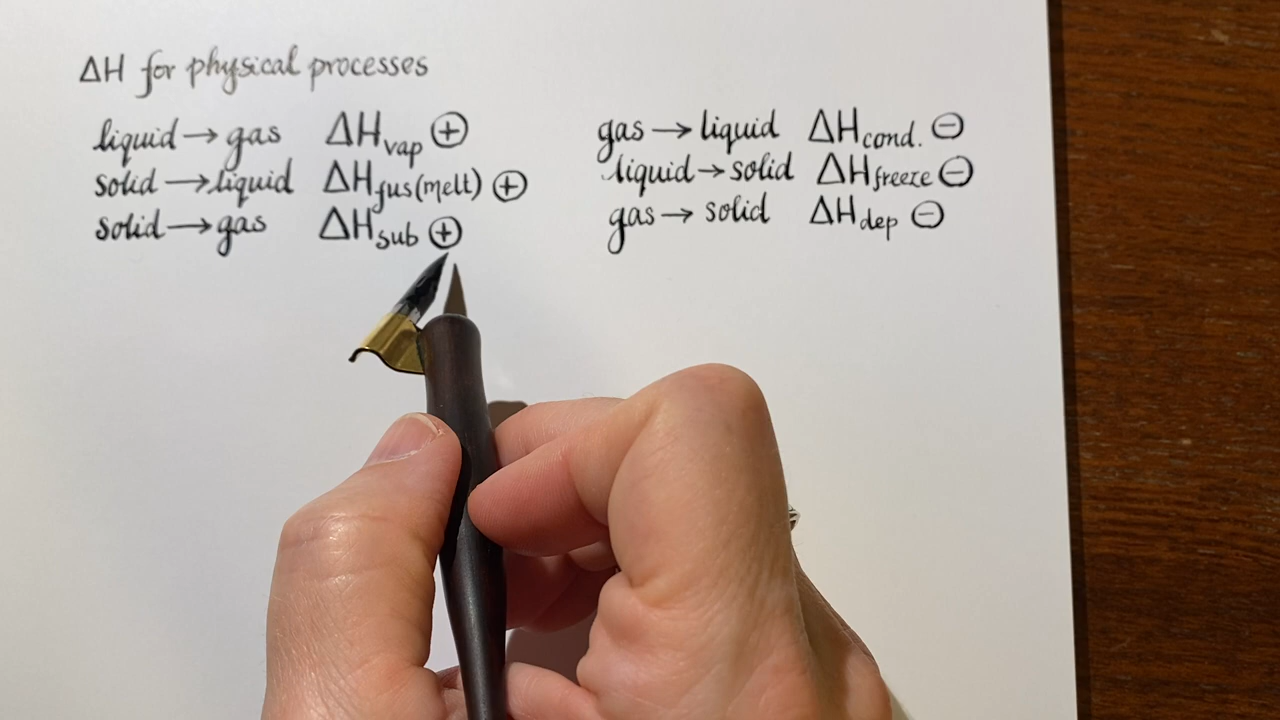 ΔH for physical processes
liquid → gas ΔHvap ⊕
solid → liquid ΔHfus(melt) ⊕
solid → gas ΔHsub ⊕
gas → liquid ΔHcond. ⊖
liquid → solid ΔHfreeze ⊖
gas → solid ΔHdep ⊖